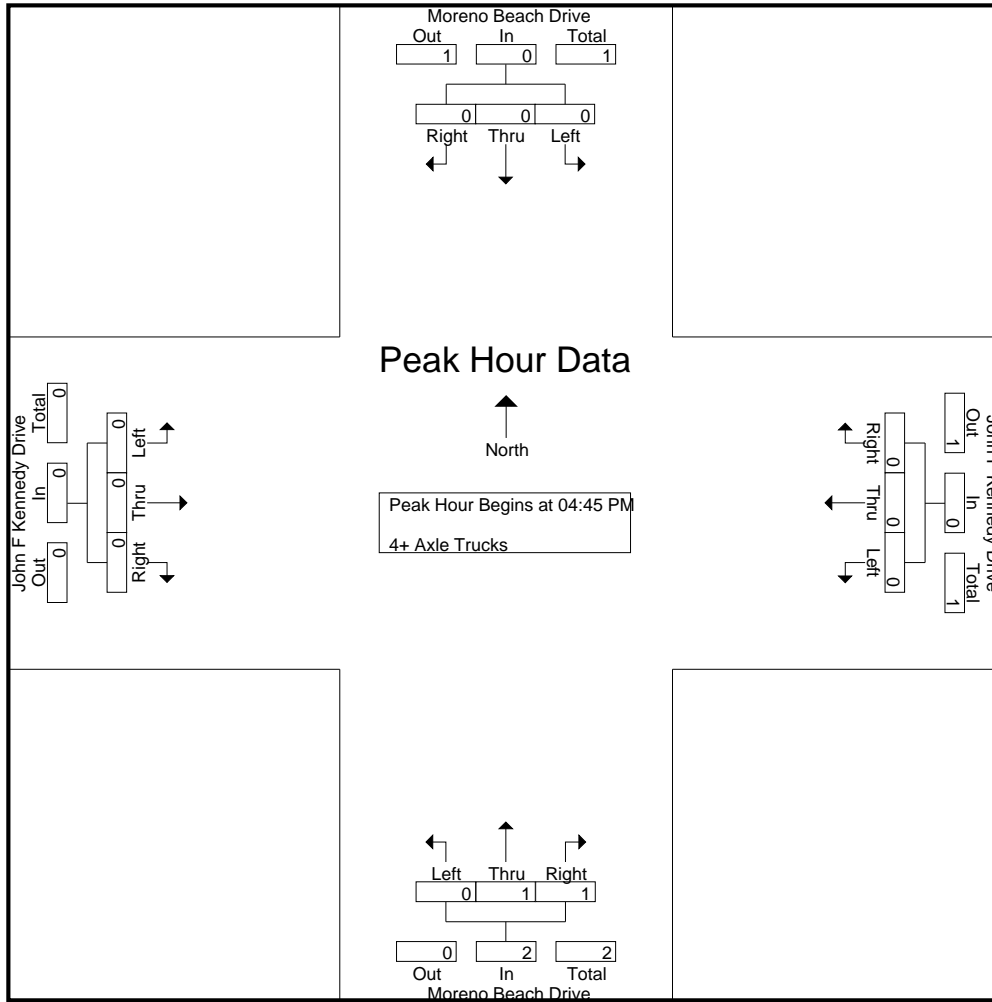 Moreno Beach Drive
Out In Total
1 0 1
0 0 0
Right Thru Left
Peak Hour Data
North
Peak Hour Begins at 04:45 PM
4+ Axle Trucks
John F Kennedy Drive
Total In Out
0 0 0
0 0 0
Left Thru Right
Right Thru Left
0 0 0
1 0 1
Out In Total
John F Kennedy Drive
Left Thru Right
0 1 1
0 2 2
Out In Total
Moreno Beach Drive